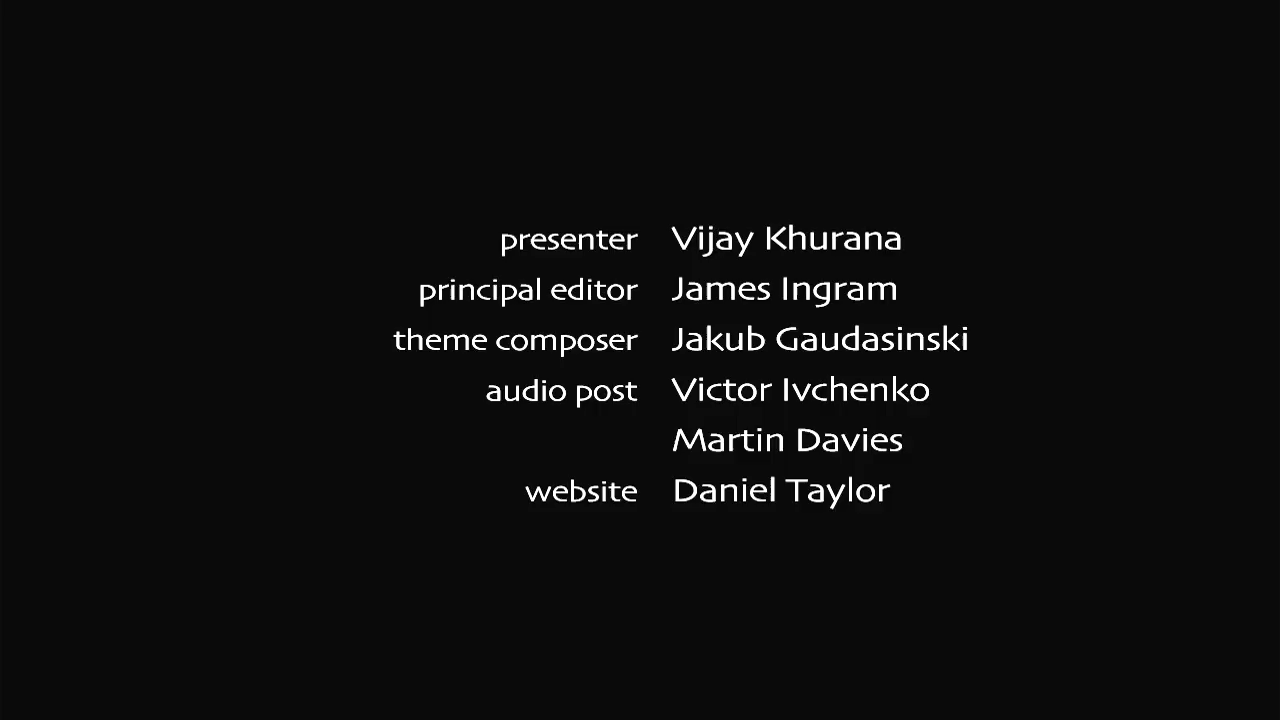 presenter Vijay Khurana
principal editor James Ingram
theme composer Jakub Gaudasinski
audio post Victor Ivchenko
Martin Davies
website Daniel Taylor